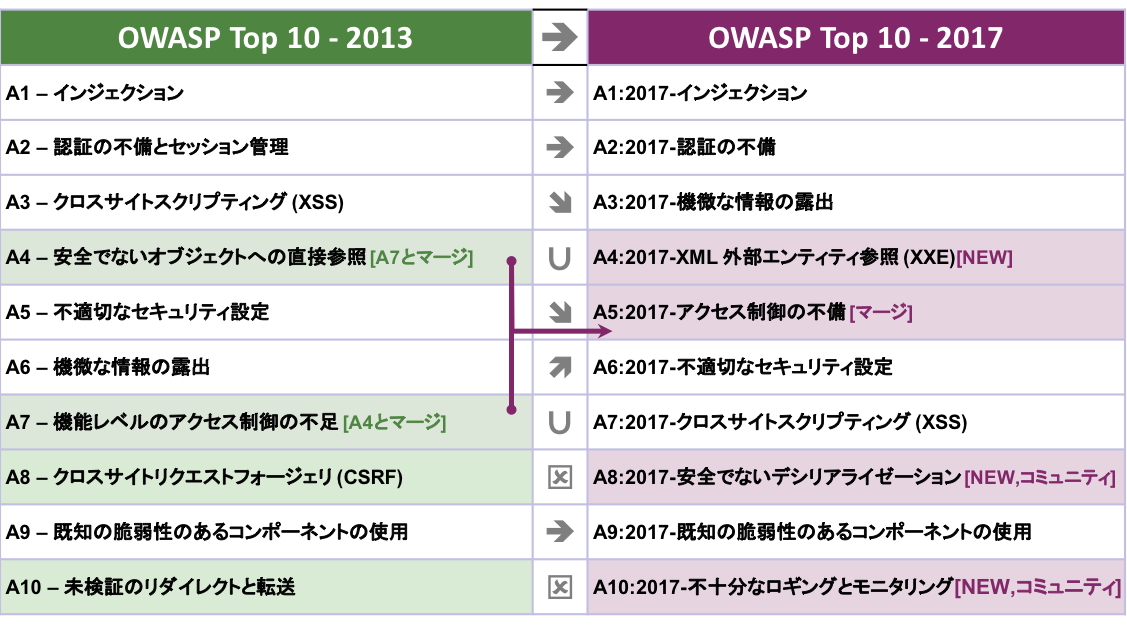 OWASP Top 10 - 2013 → OWASP Top 10 - 2017
A1 – インジェクション → A1:2017-インジェクション
A2 – 認証の不備とセッション管理 → A2:2017-認証の不備
A3 – クロスサイトスクリプティング (XSS) ↘ A3:2017-機微な情報の露出
A4 – 安全でないオブジェクトへの直接参照 [A7とマージ] ∪ A4:2017-XML 外部エンティティ参照 (XXE) [NEW]
A5 – 不適切なセキュリティ設定 ↘ A5:2017-アクセス制御の不備 [マージ]
A6 – 機微な情報の露出 ↗ A6:2017-不適切なセキュリティ設定
A7 – 機能レベルのアクセス制御の不足 [A4とマージ] ∪ A7:2017-クロスサイトスクリプティング (XSS)
A8 – クロスサイトリクエストフォージェリ (CSRF) ☒ A8:2017-安全でないデシリアライゼーション [NEW,コミュニティ]
A9 – 既知の脆弱性のあるコンポーネントの使用 → A9:2017-既知の脆弱性のあるコンポーネントの使用
A10 – 未検証のリダイレクトと転送 ☒ A10:2017-不十分なロギングとモニタリング [NEW,コミュニティ]